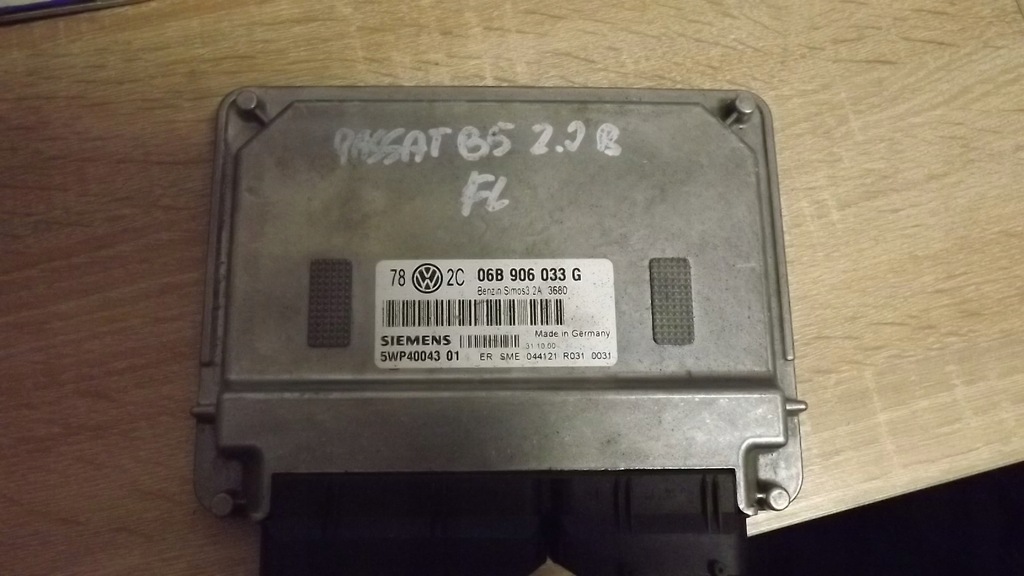 PASSAT B5 2.0 B
FL
78 VW 2C 06B 906 033 G
Benzin Simos3.2A 3680
Made in Germany
SIEMENS 31.10.00
5WP40043 01 ER SME 044121 R031 0031